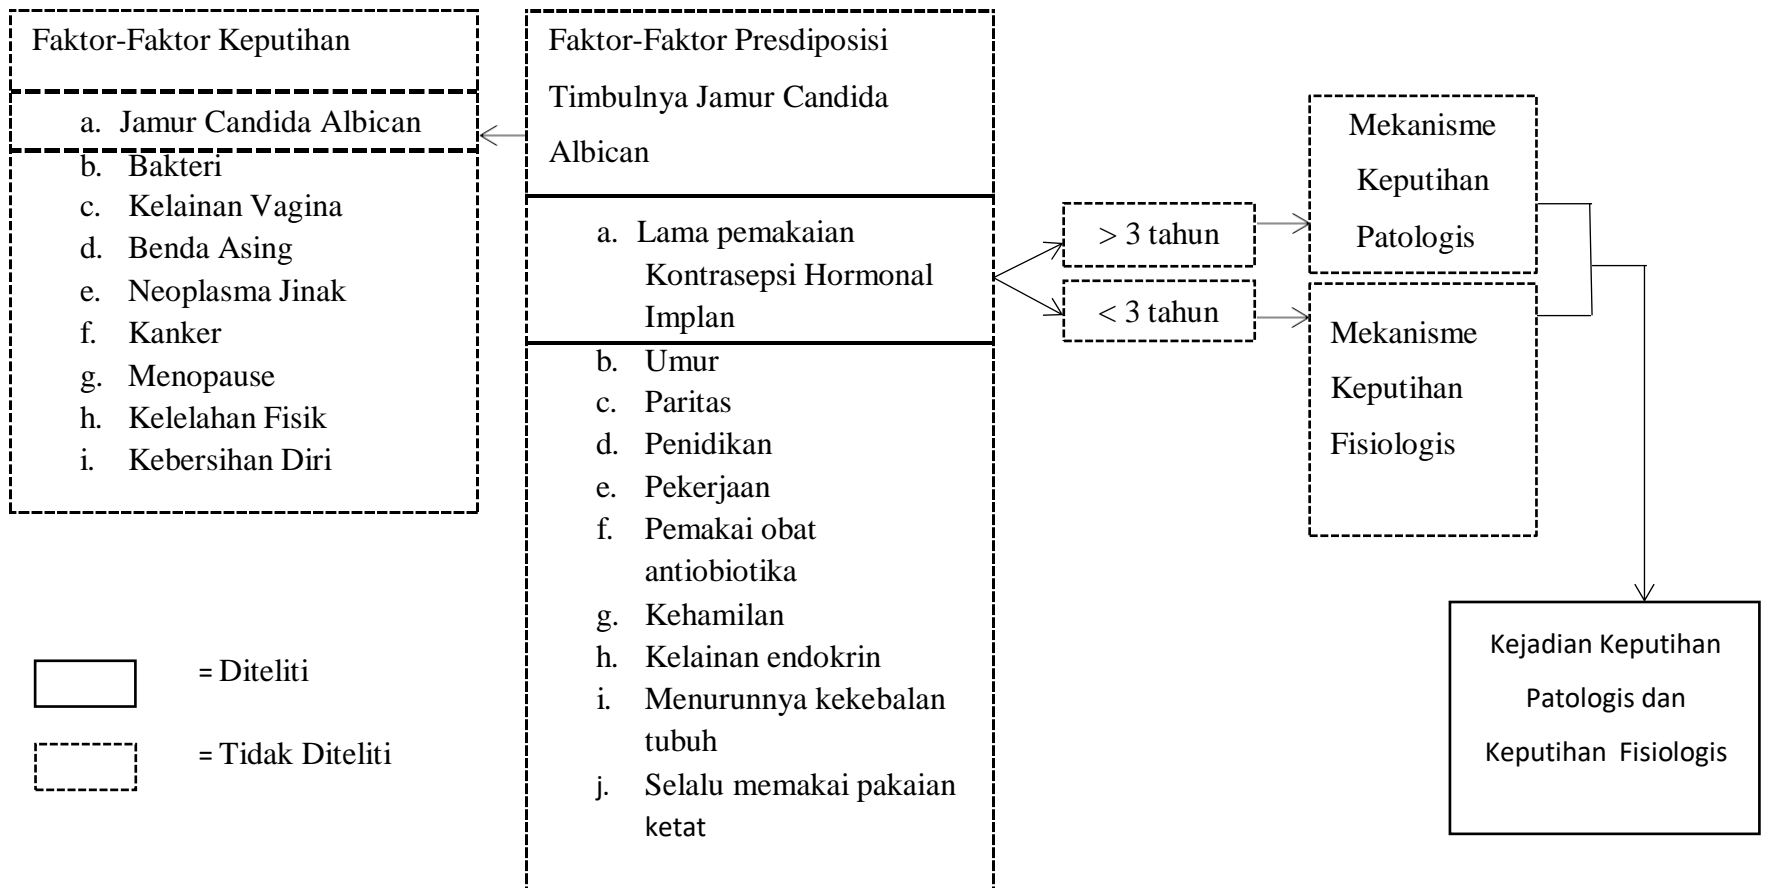 Faktor-Faktor Keputihan
a. Jamur Candida Albican
b. Bakteri
c. Kelainan Vagina
d. Benda Asing
e. Neoplasma Jinak
f. Kanker
g. Menopause
h. Kelelahan Fisik
i. Kebersihan Diri
Faktor-Faktor Presdiposisi
Timbulnya Jamur Candida
Albican
a. Lama pemakaian
Kontrasepsi Hormonal
Implan
b. Umur
c. Paritas
d. Penidikan
e. Pekerjaan
f. Pemakai obat
antiobiotika
g. Kehamilan
h. Kelainan endokrin
i. Menurunnya kekebalan
tubuh
j. Selalu memakai pakaian
ketat
> 3 tahun
< 3 tahun
Mekanisme
Keputihan
Patologis
Mekanisme
Keputihan
Fisiologis
Kejadian Keputihan
Patologis dan
Keputihan Fisiologis
= Diteliti
= Tidak Diteliti